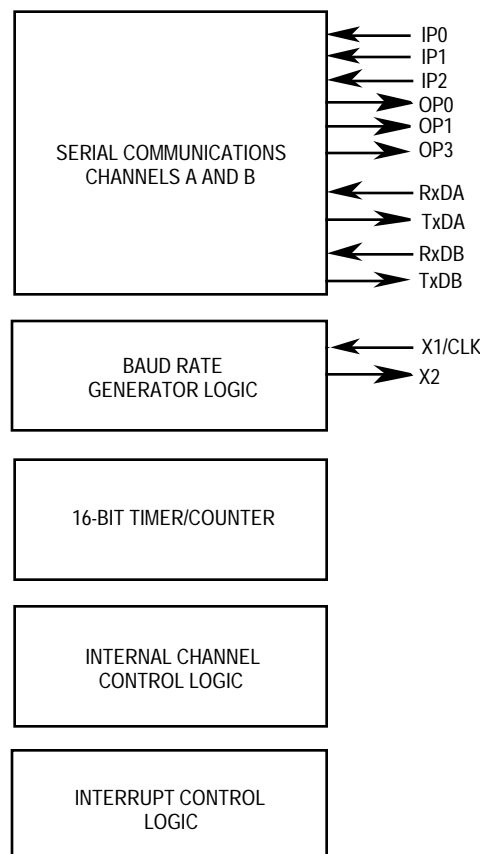 IP0
IP1
IP2
OP0
OP1
OP3
SERIAL COMMUNICATIONS
CHANNELS A AND B
RxDA
TxDA
RxDB
TxDB
X1/CLK
X2
BAUD RATE
GENERATOR LOGIC
16-BIT TIMER/COUNTER
INTERNAL CHANNEL
CONTROL LOGIC
INTERRUPT CONTROL
LOGIC